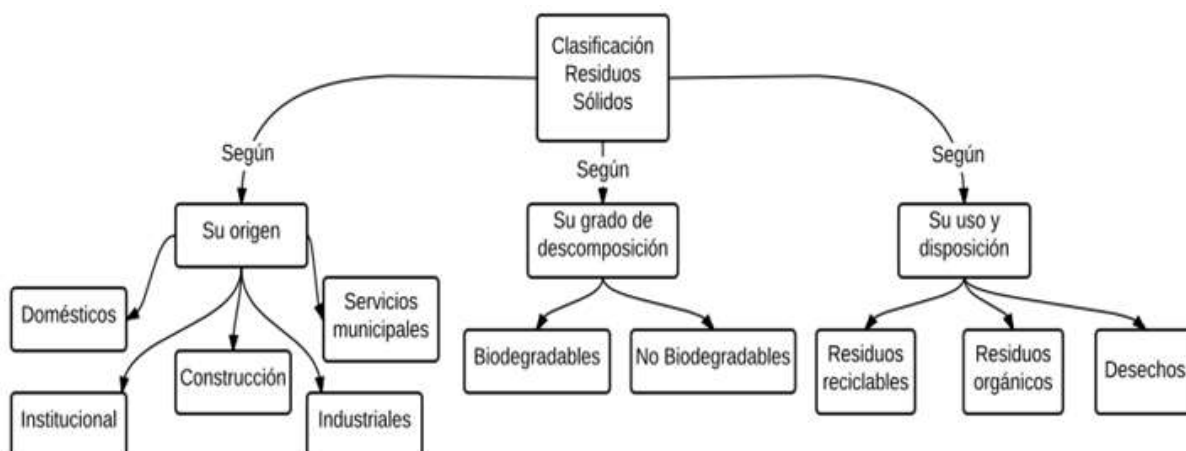 Clasificación
Residuos
Sólidos
Según
Según
Según
Su origen
Su grado de
descomposición
Su uso y
disposición
Domésticos
Servicios
municipales
Institucional
Construcción
Industriales
Biodegradables
No Biodegradables
Residuos
reciclables
Residuos
orgánicos
Desechos